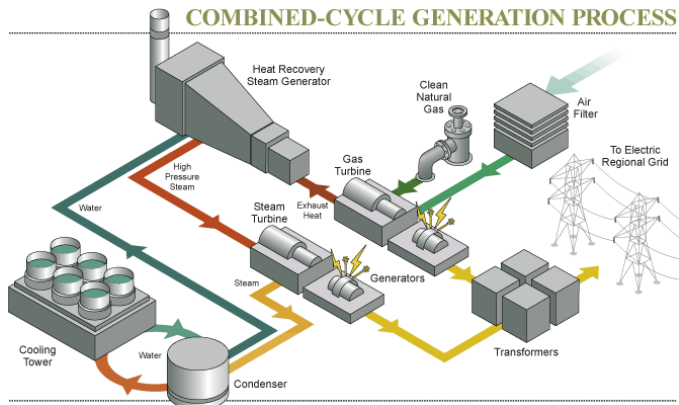 COMBINED-CYCLE GENERATION PROCESS
Heat Recovery
Steam Generator
Clean
Natural
Gas
Air
Filter
To Electric
Regional Grid
Gas
Turbine
High
Pressure
Steam
Exhaust
Heat
Water
Steam
Turbine
Steam
Generators
Cooling
Tower
Water
Condenser
Transformers